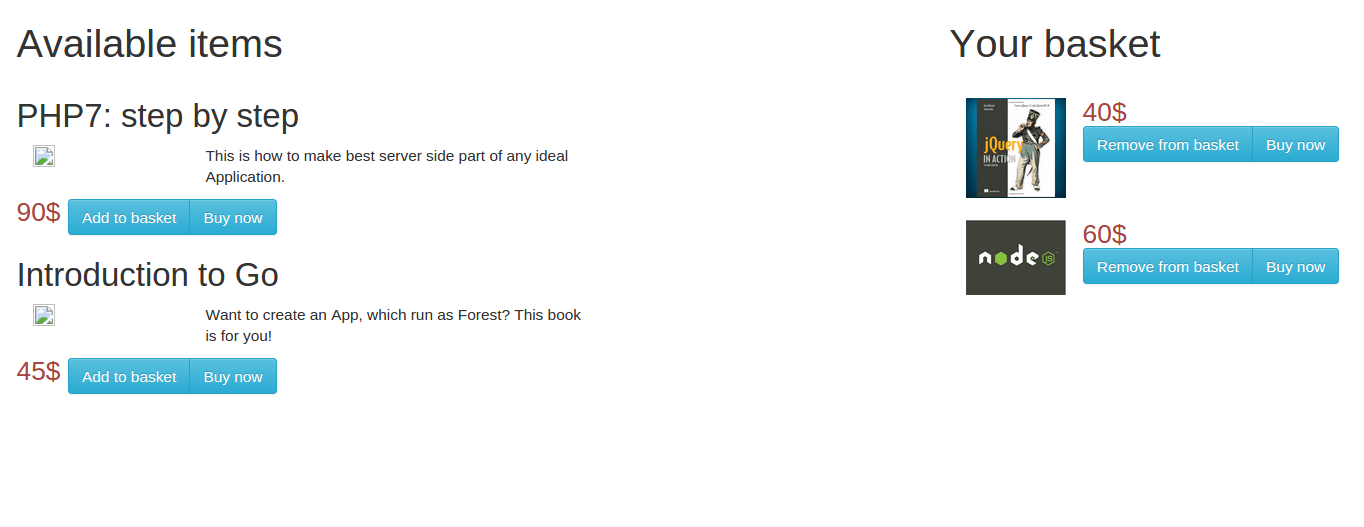 Available items
PHP7: step by step
This is how to make best server side part of any ideal
Application.
90$ Add to basket Buy now
Introduction to Go
Want to create an App, which run as Forest? This book
is for you!
45$ Add to basket Buy now
Your basket
jQuery
IN ACTION
40$
Remove from basket Buy now
node
JS
60$
Remove from basket Buy now